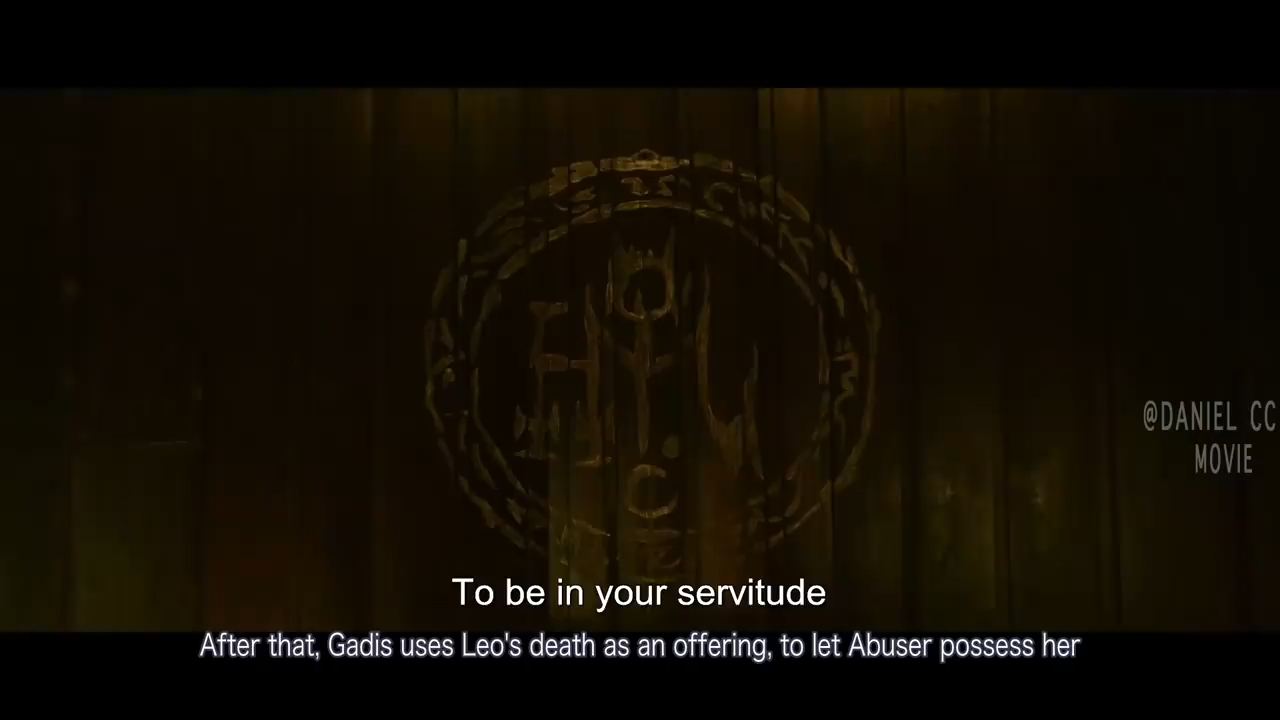 @DANIEL CC
MOVIE
To be in your servitude
After that, Gadis uses Leo's death as an offering, to let Abuser possess her